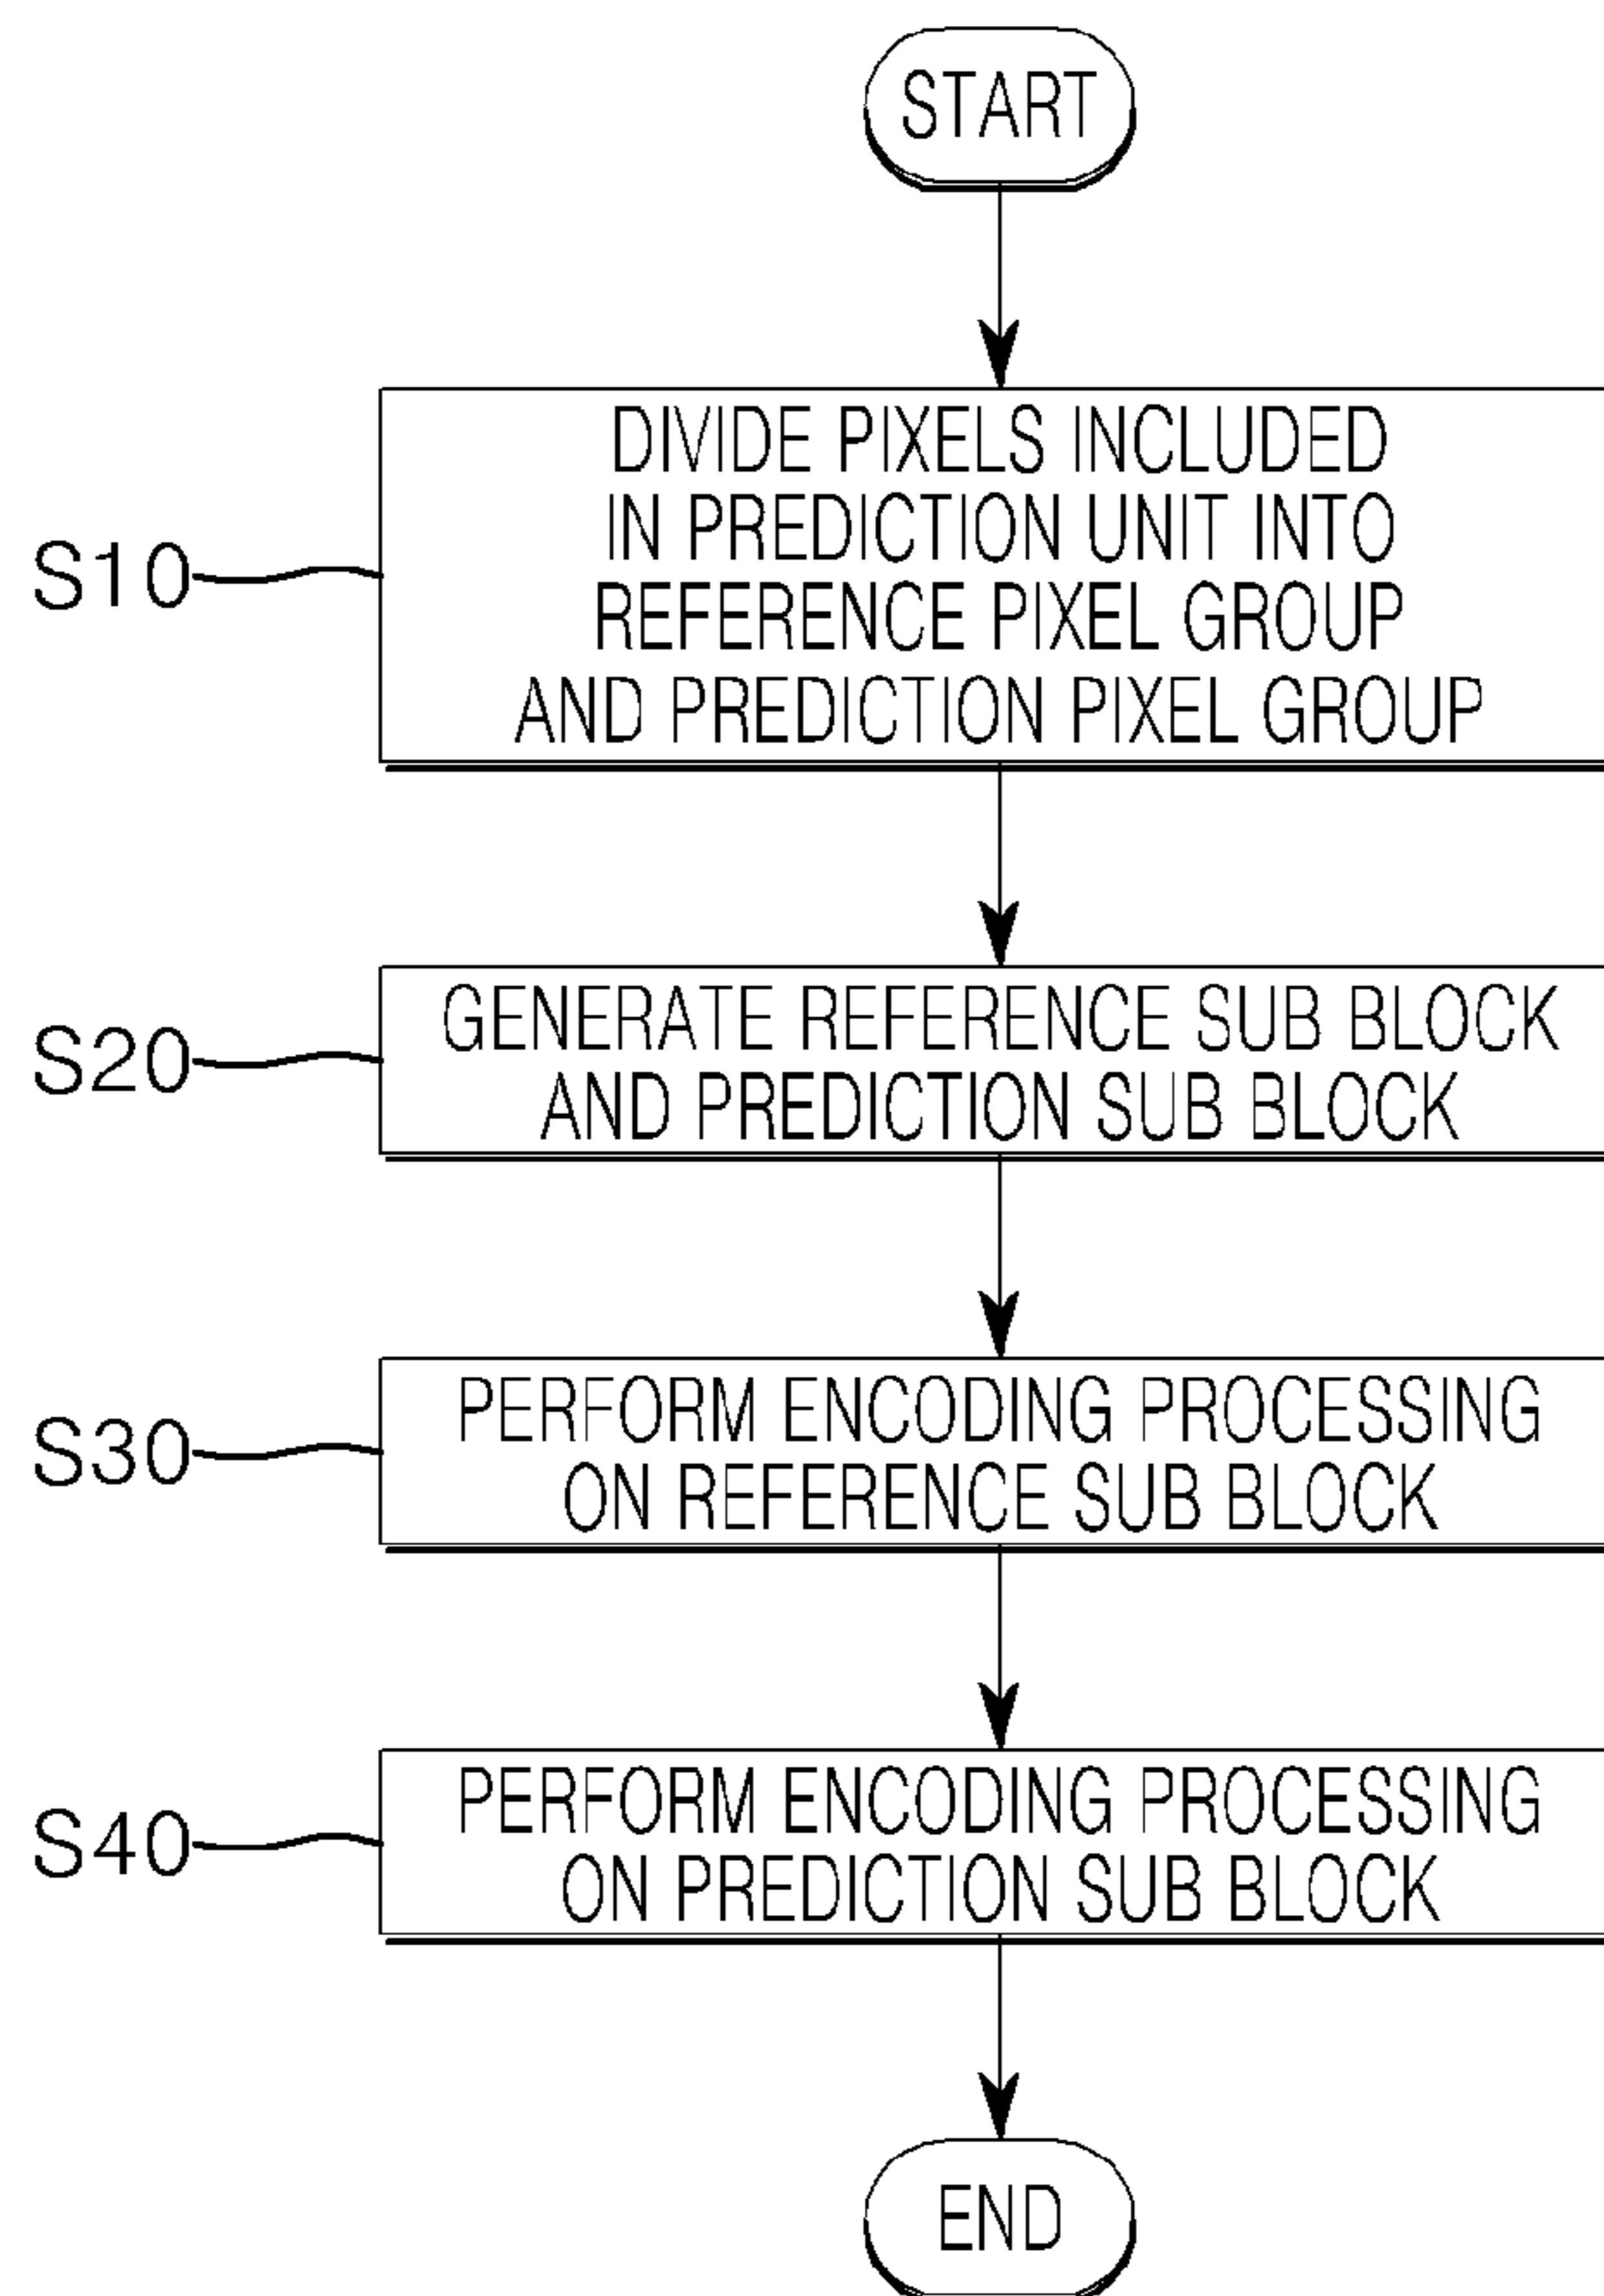 START
DIVIDE PIXELS INCLUDED
IN PREDICTION UNIT INTO
REFERENCE PIXEL GROUP
AND PREDICTION PIXEL GROUP
S10
GENERATE REFERENCE SUB BLOCK
AND PREDICTION SUB BLOCK
S20
PERFORM ENCODING PROCESSING
ON REFERENCE SUB BLOCK
S30
PERFORM ENCODING PROCESSING
ON PREDICTION SUB BLOCK
S40
END